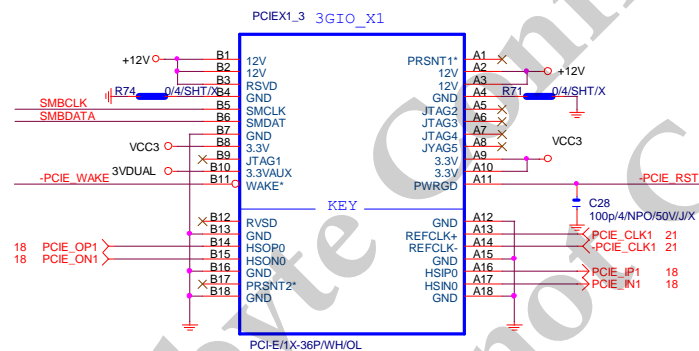 PCIEX1_3 3GIO_X1
+12V B1 12V PRSNT1* A1
B2 12V 12V A2 +12V
B3 RSVD 12V A3
R74 0/4/SHT/X B4 GND GND A4 R71 0/4/SHT/X
SMBCLK B5 SMCLK JTAG2 A5
SMBDATA B6 SMDAT JTAG3 A6
B7 GND JTAG4 A7
VCC3 B8 3.3V JYAG5 A8 VCC3
B9 JTAG1 3.3V A9
3VDUAL B10 3.3VAUX 3.3V A10
-PCIE_WAKE B11 WAKE* PWRGD A11 -PCIE_RST
KEY
C28
100p/4/NPO/50V/J/X
B12 RVSD GND A12
B13 GND REFCLK+ A13 PCIE_CLK1 21
18 PCIE_OP1 B14 HSOP0 REFCLK- A14 -PCIE_CLK1 21
18 PCIE_ON1 B15 HSON0 GND A15
B16 GND HSIP0 A16 PCIE_IP1 18
B17 PRSNT2* HSIN0 A17 PCIE_IN1 18
B18 GND GND A18
PCI-E/1X-36P/WH/OL